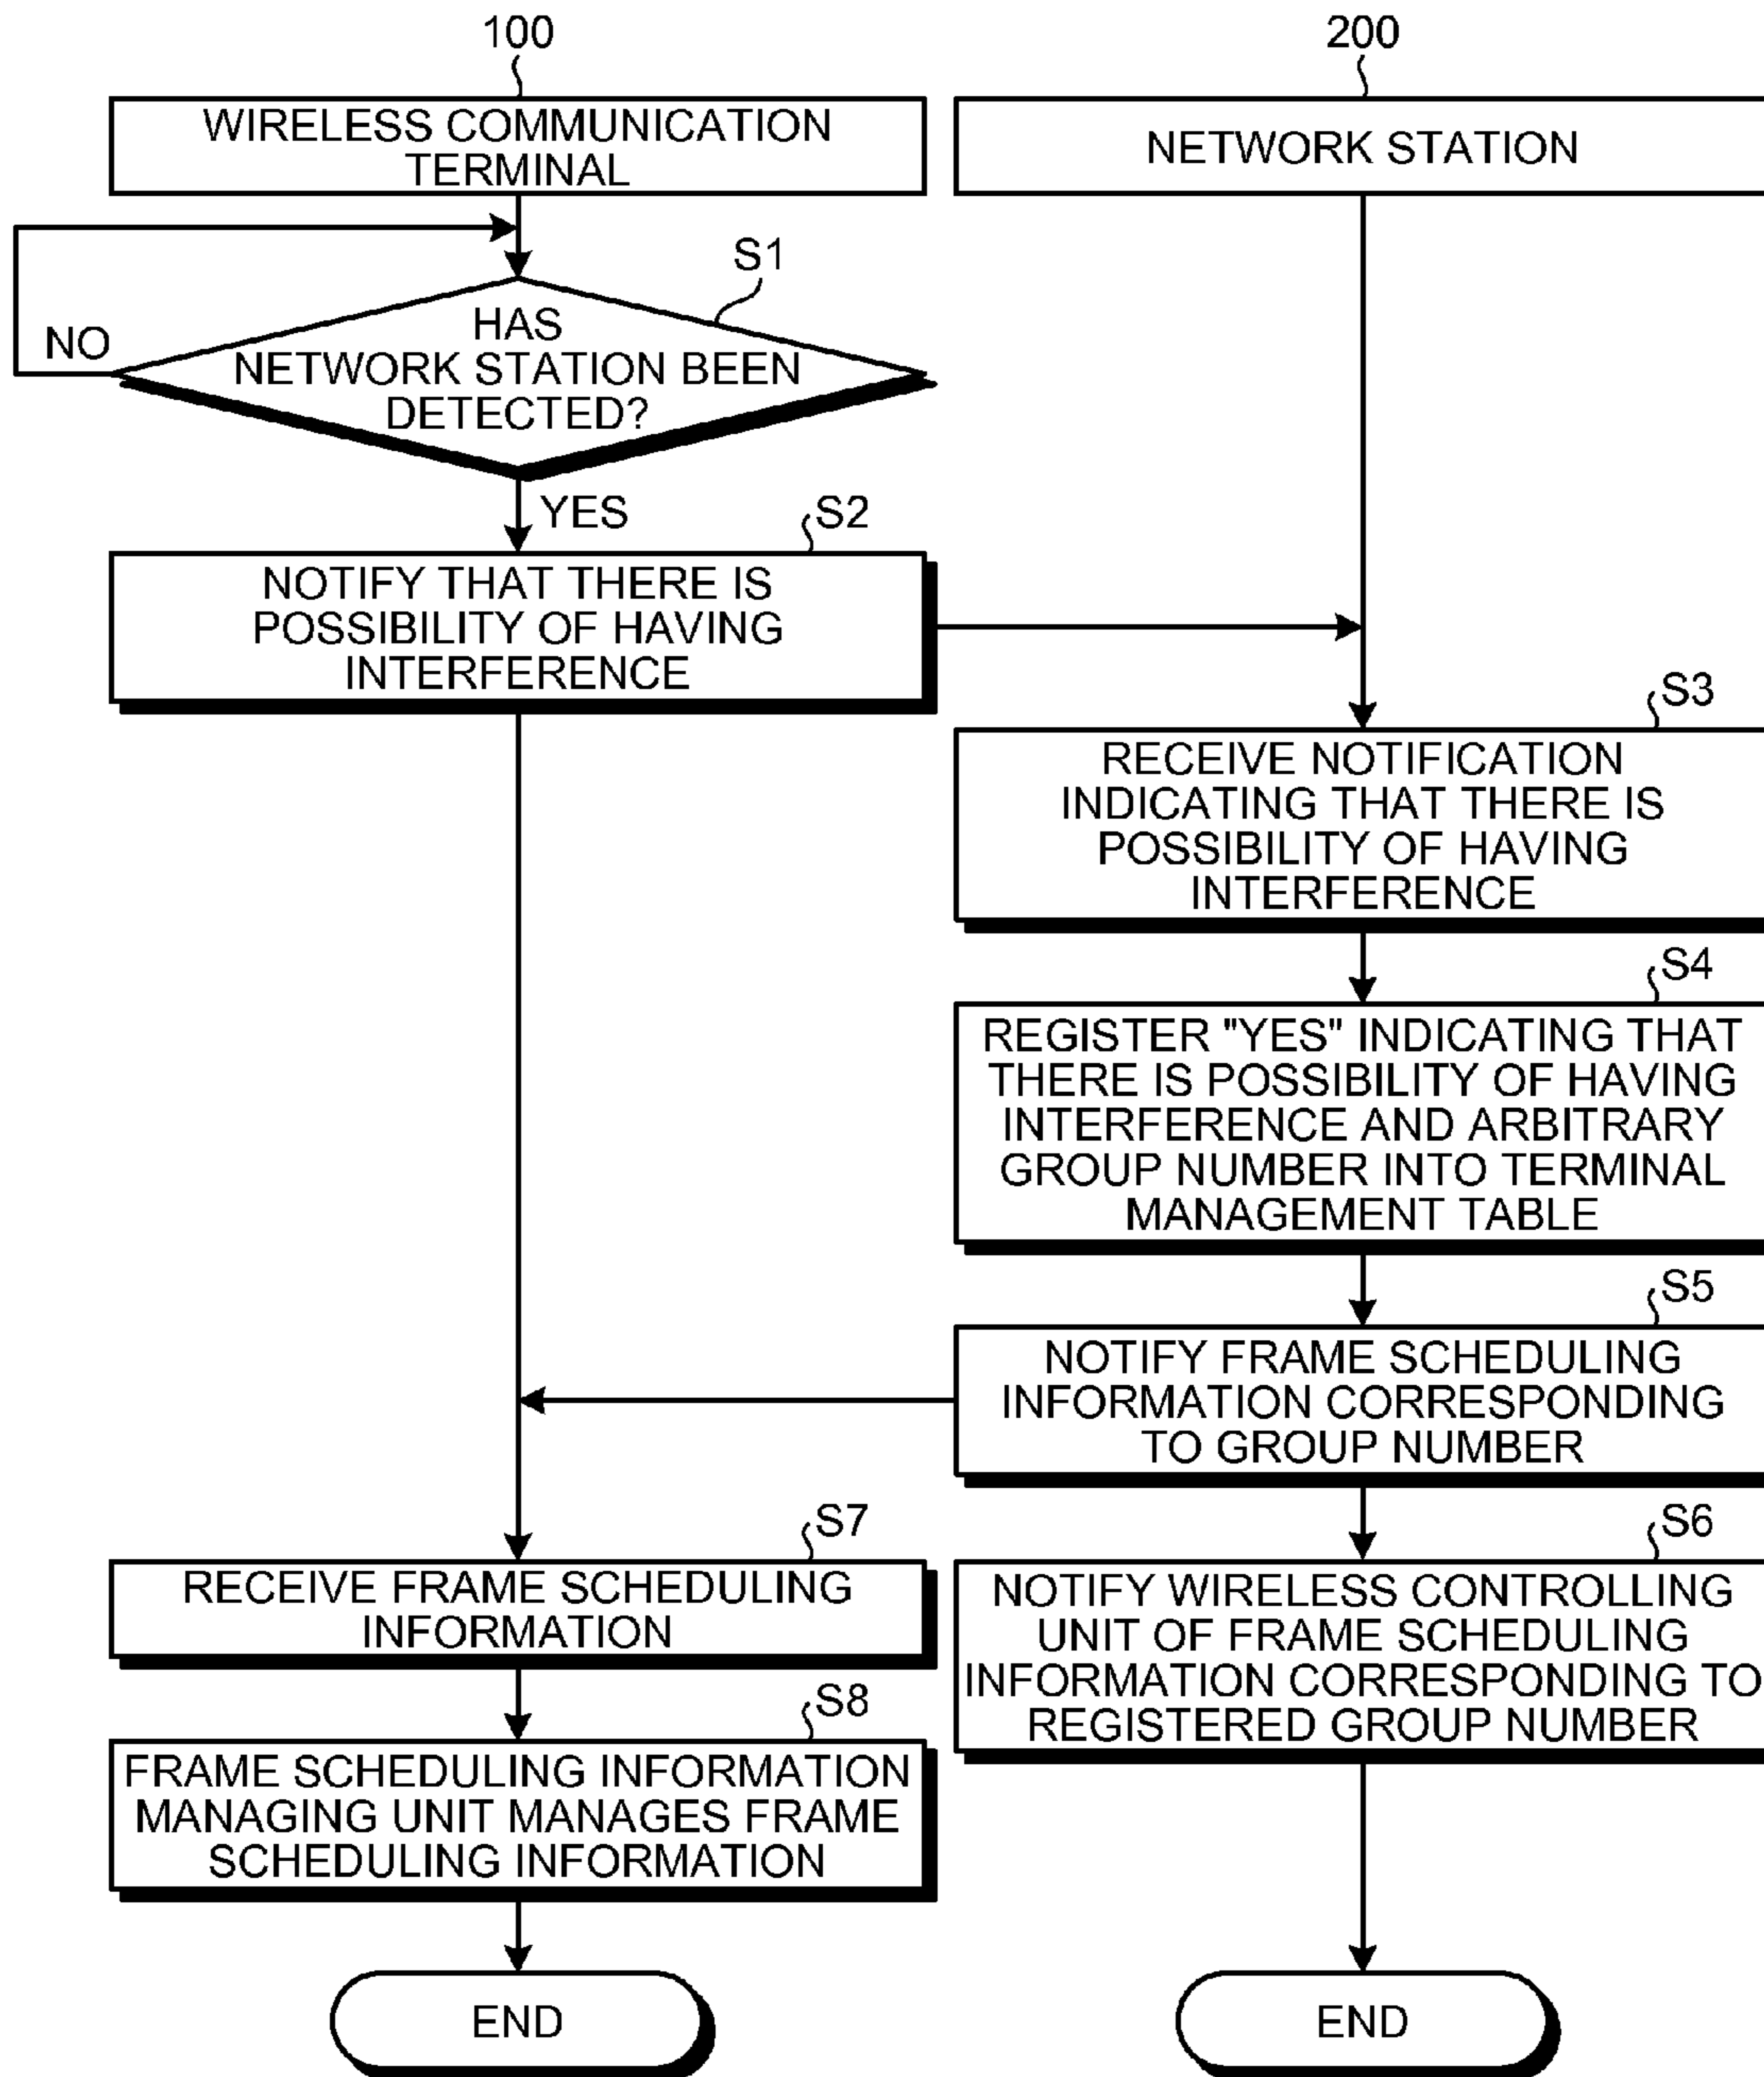 100
200
WIRELESS COMMUNICATION
TERMINAL
NETWORK STATION
S1
HAS
NETWORK STATION BEEN
DETECTED?
NO
YES
S2
NOTIFY THAT THERE IS
POSSIBILITY OF HAVING
INTERFERENCE
S3
RECEIVE NOTIFICATION
INDICATING THAT THERE IS
POSSIBILITY OF HAVING
INTERFERENCE
S4
REGISTER "YES" INDICATING THAT
THERE IS POSSIBILITY OF HAVING
INTERFERENCE AND ARBITRARY
GROUP NUMBER INTO TERMINAL
MANAGEMENT TABLE
S5
NOTIFY FRAME SCHEDULING
INFORMATION CORRESPONDING
TO GROUP NUMBER
S7
RECEIVE FRAME SCHEDULING
INFORMATION
S6
NOTIFY WIRELESS CONTROLLING
UNIT OF FRAME SCHEDULING
INFORMATION CORRESPONDING TO
REGISTERED GROUP NUMBER
S8
FRAME SCHEDULING INFORMATION
MANAGING UNIT MANAGES FRAME
SCHEDULING INFORMATION
END
END